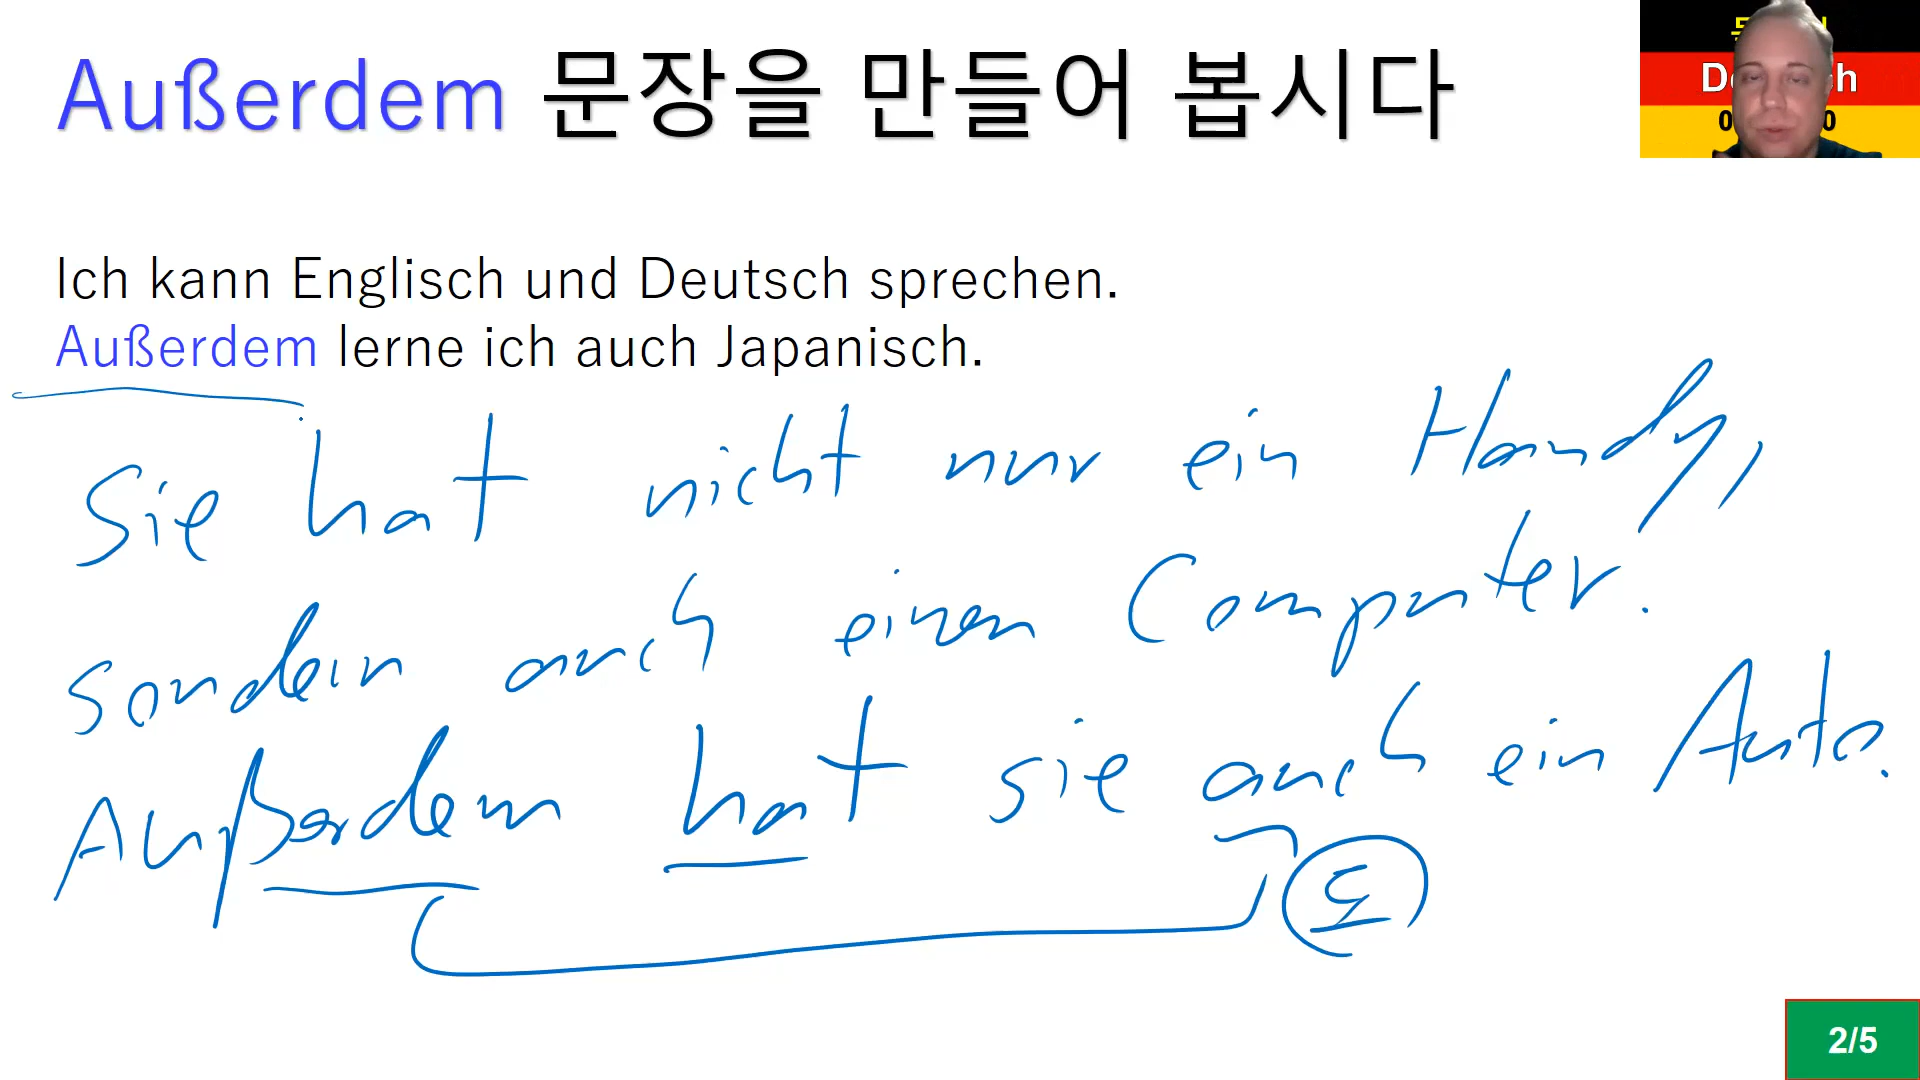 Außerdem 문장을 만들어 봅시다
Ich kann Englisch und Deutsch sprechen.
Außerdem lerne ich auch Japanisch.
Sie hat nicht nur ein Handy,
sondern auch einen Computer.
Außerdem hat sie auch ein Auto.
도
2/5